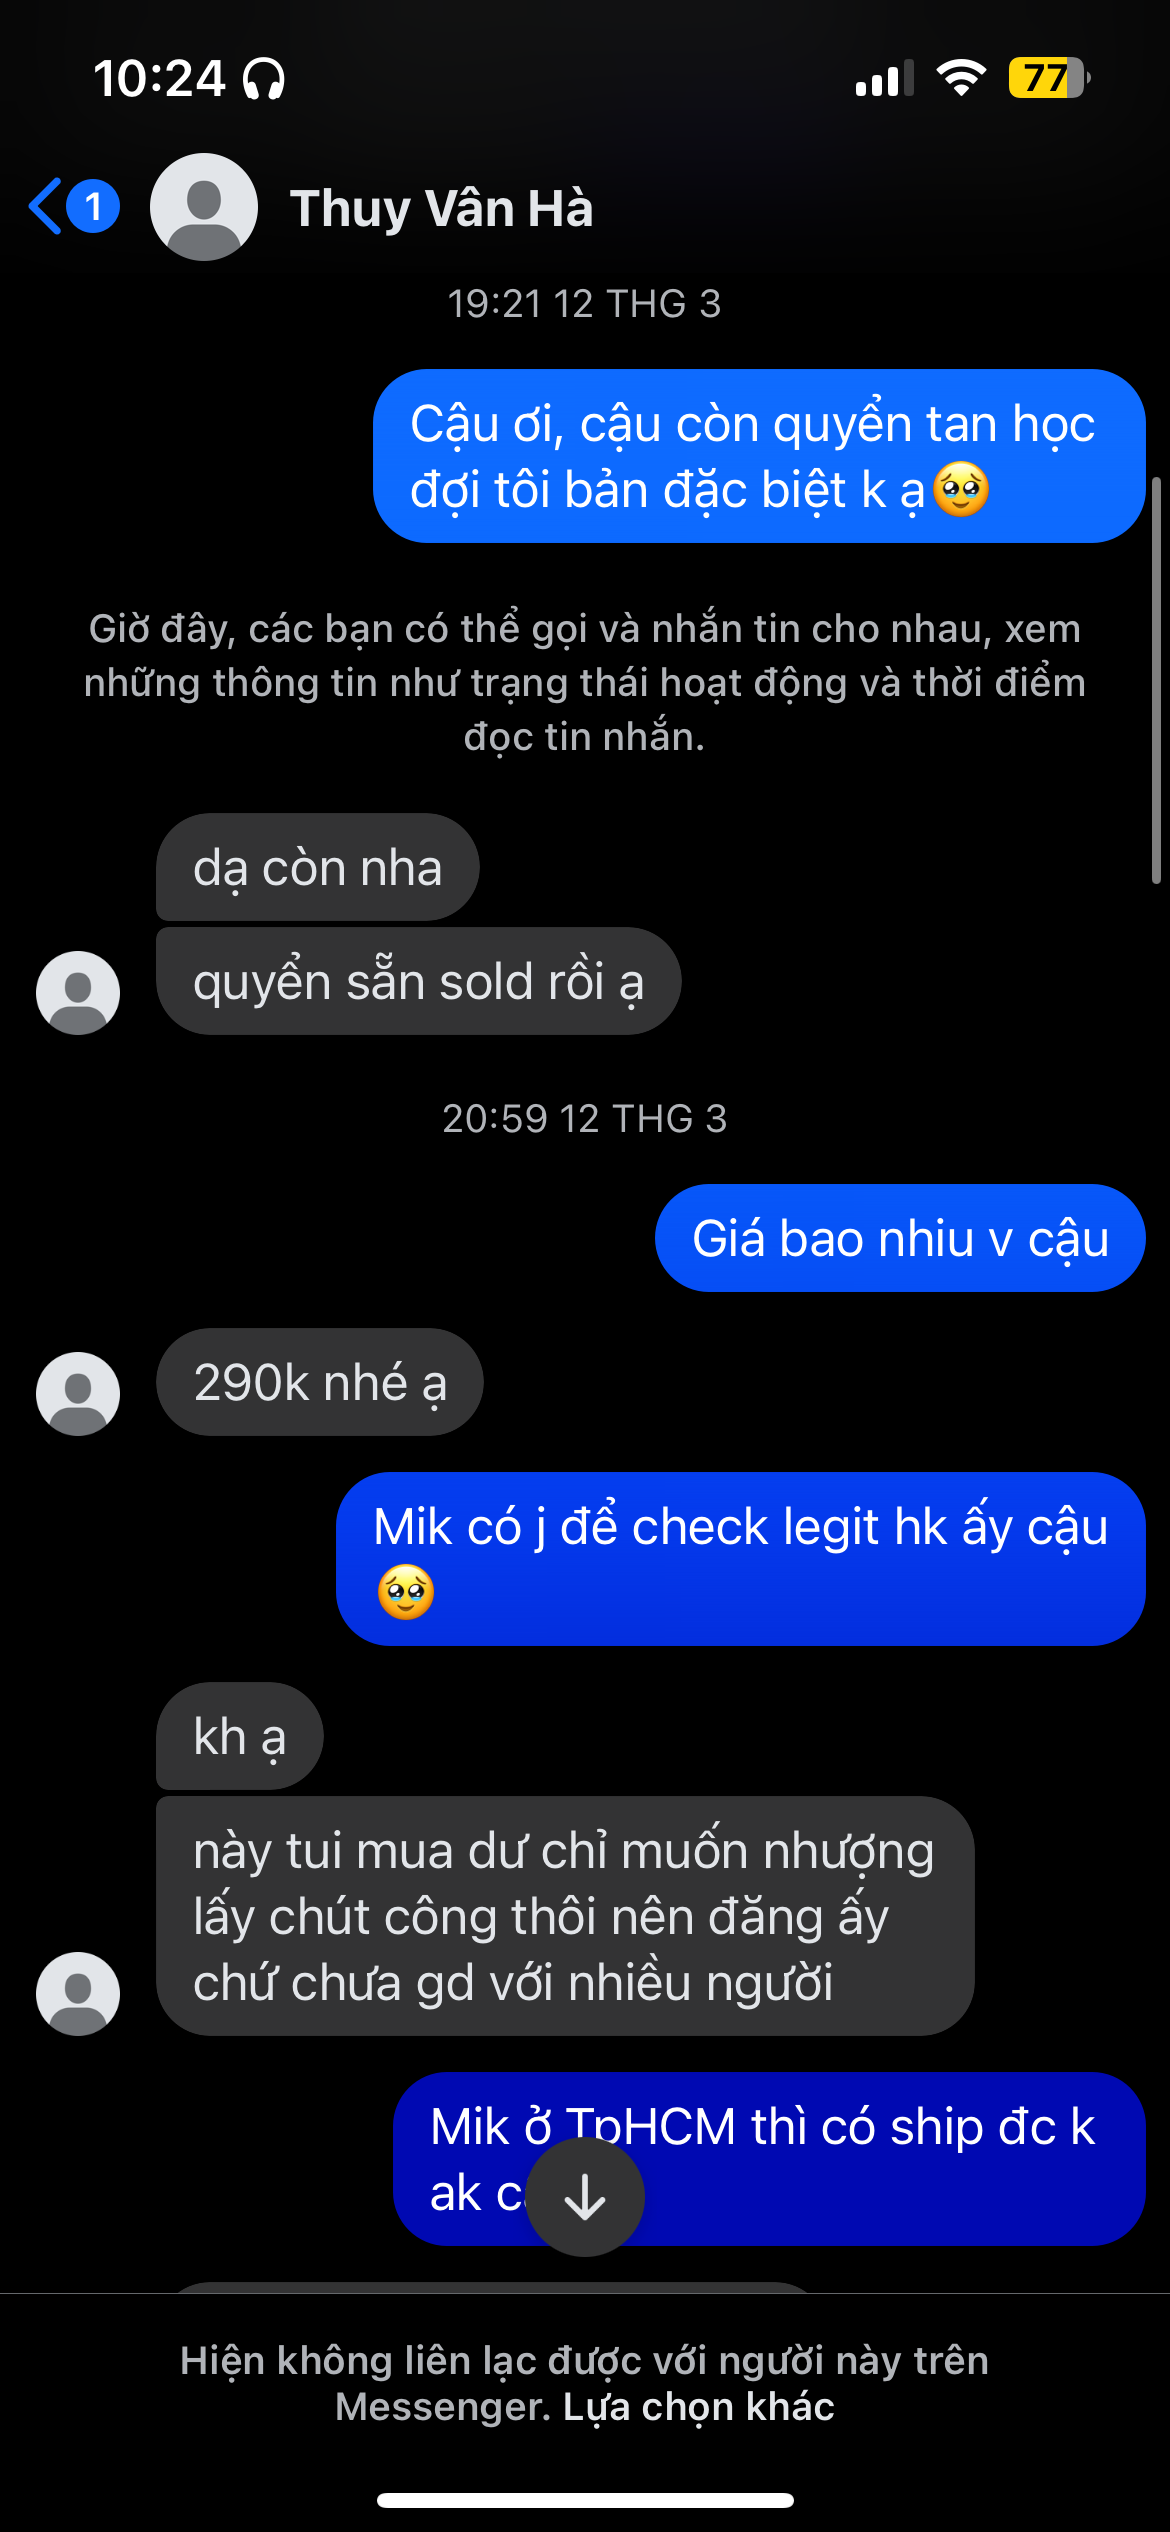 10:24
77
1
Thuy Vân Hà
19:21 12 THG 3
Cậu ơi, cậu còn quyển tan học
đợi tôi bản đặc biệt k ạ🥹
Giờ đây, các bạn có thể gọi và nhắn tin cho nhau, xem
những thông tin như trạng thái hoạt động và thời điểm
đọc tin nhắn.
dạ còn nha
quyển sẵn sold rồi ạ
20:59 12 THG 3
Giá bao nhiu v cậu
290k nhé ạ
Mik có j để check legit hk ấy cậu
🥹
kh ạ
này tui mua dư chỉ muốn nhượng
lấy chút công thôi nên đăng ấy
chứ chưa gd với nhiều người
Mik ở TpHCM thì có ship đc k
ak
Hiện không liên lạc được với người này trên
Messenger. Lựa chọn khác